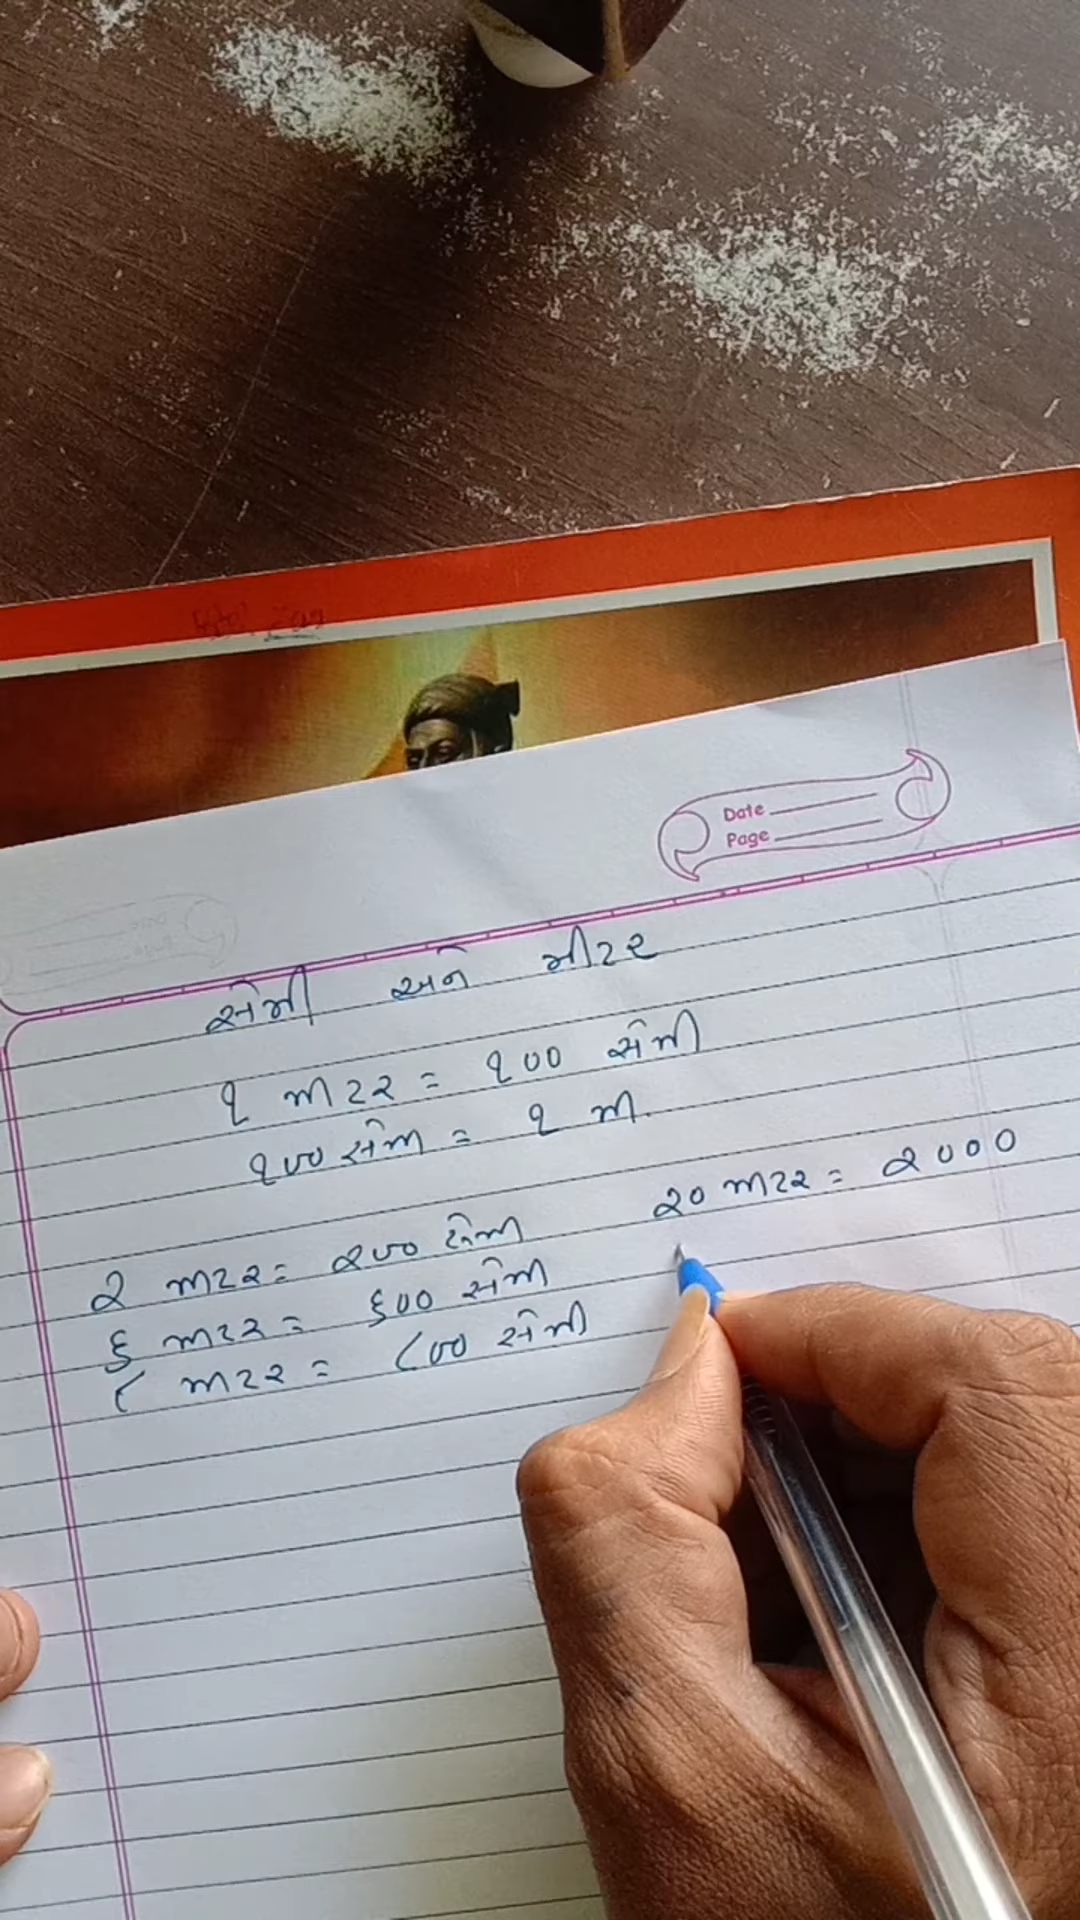 Date
Page
સેમી અને મીટર
૧ મીટર = ૧૦૦ સેમી
૧૦૦ સેમી = ૧ મી.
૨ મીટર = ૨૦૦ સેમી
૬ મીટર = ૬૦૦ સેમી
૮ મીટર = ૮૦૦ સેમી
૨૦ મીટર = ૨૦૦૦